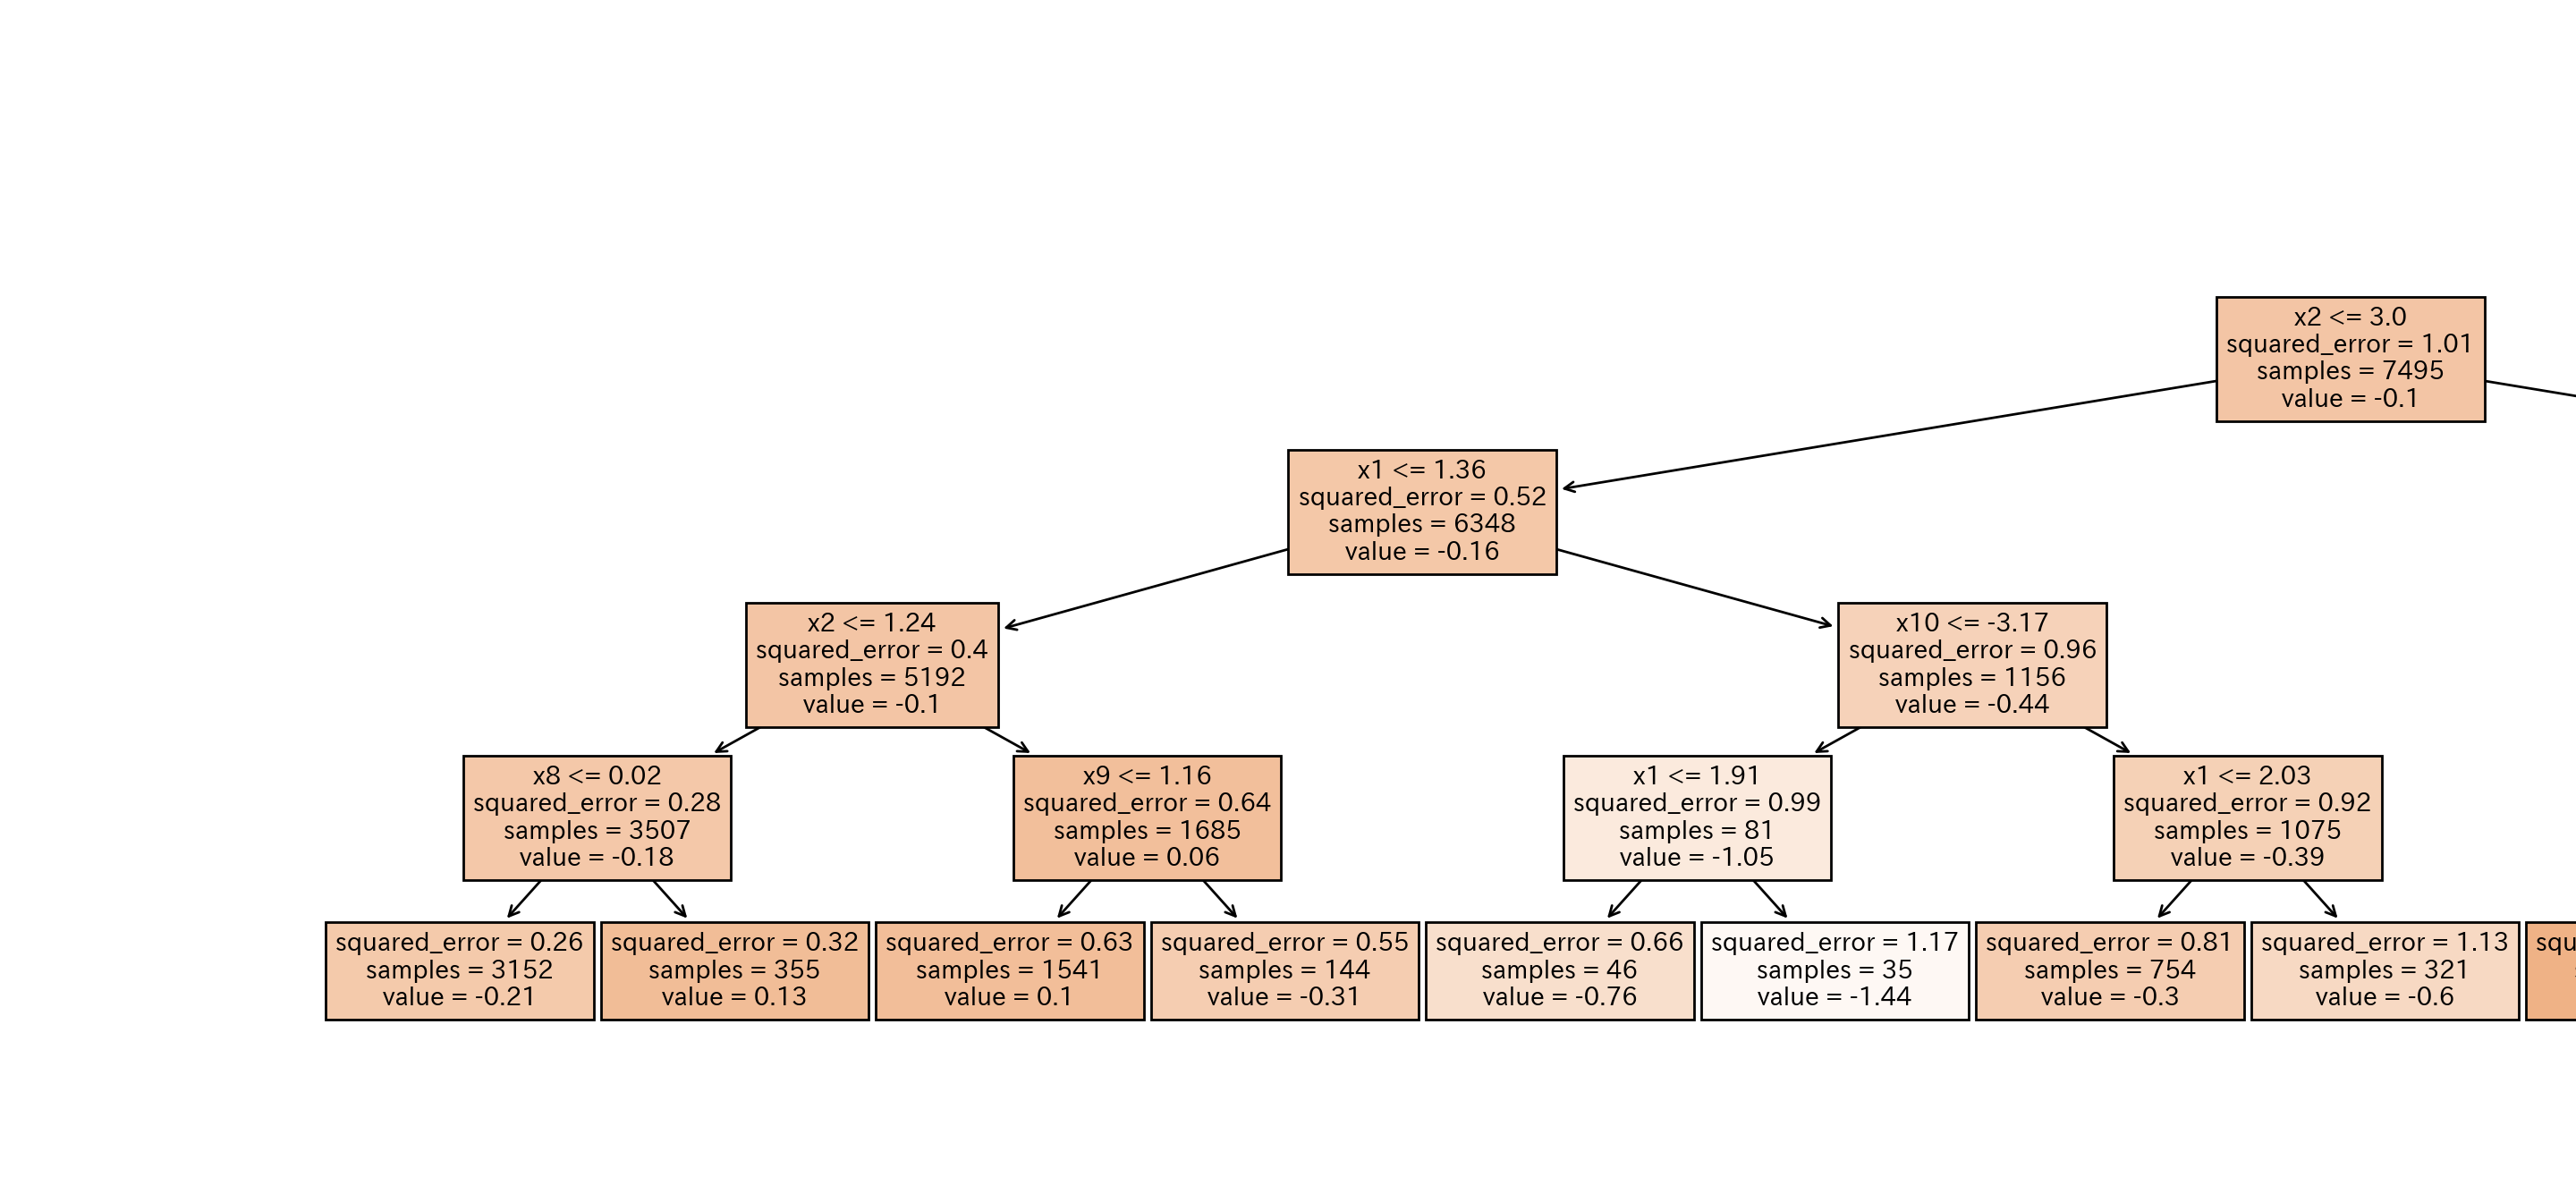 x2 <= 3.0
squared_error = 1.01
samples = 7495
value = -0.1
x1 <= 1.36
squared_error = 0.52
samples = 6348
value = -0.16
x2 <= 1.24
squared_error = 0.4
samples = 5192
value = -0.1
x10 <= -3.17
squared_error = 0.96
samples = 1156
value = -0.44
x8 <= 0.02
squared_error = 0.28
samples = 3507
value = -0.18
x9 <= 1.16
squared_error = 0.64
samples = 1685
value = 0.06
x1 <= 1.91
squared_error = 0.99
samples = 81
value = -1.05
x1 <= 2.03
squared_error = 0.92
samples = 1075
value = -0.39
squared_error = 0.26
samples = 3152
value = -0.21
squared_error = 0.32
samples = 355
value = 0.13
squared_error = 0.63
samples = 1541
value = 0.1
squared_error = 0.55
samples = 144
value = -0.31
squared_error = 0.66
samples = 46
value = -0.76
squared_error = 1.17
samples = 35
value = -1.44
squared_error = 0.81
samples = 754
value = -0.3
squared_error = 1.13
samples = 321
value = -0.6